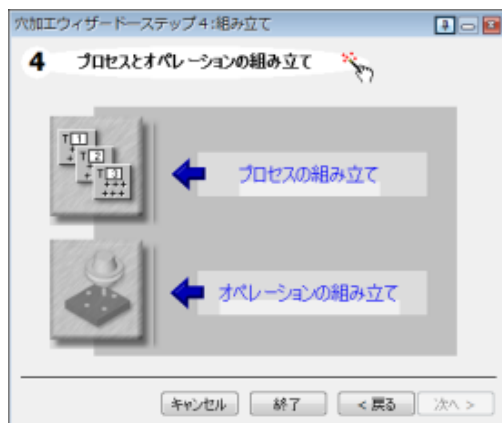 穴加工ウィザードーステップ4:組み立て
4 プロセスとオペレーションの組み立て
T 1
T 2
T 3
プロセスの組み立て
オペレーションの組み立て
キャンセル 終了 < 戻る 次へ >